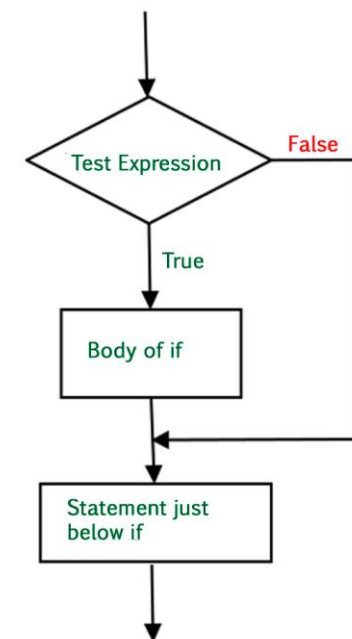 Test Expression
False
True
Body of if
Statement just
below if